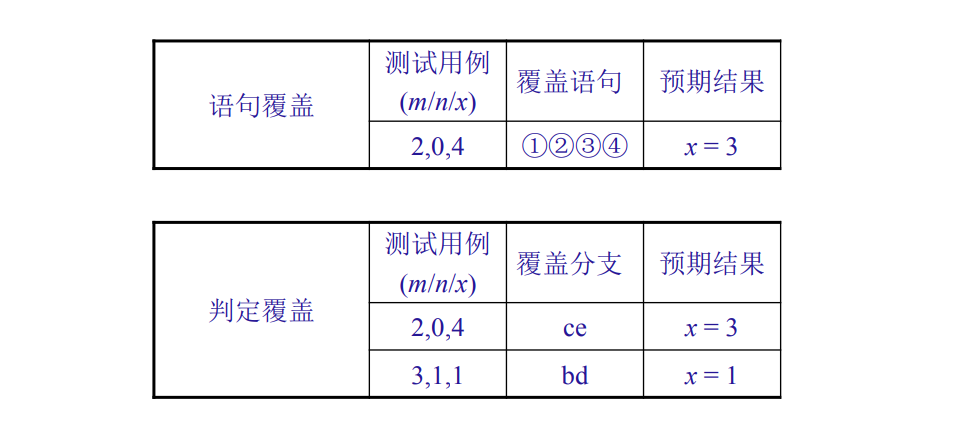 语句覆盖
测试用例
(m/n/x)
覆盖语句
预期结果
2,0,4
①②③④
x = 3
判定覆盖
测试用例
(m/n/x)
覆盖分支
预期结果
2,0,4
ce
x = 3
3,1,1
bd
x = 1